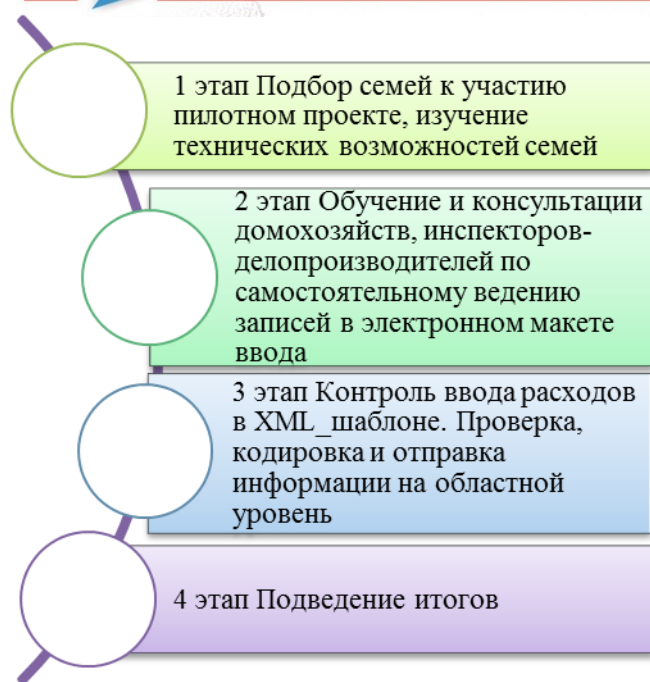 1 этап Подбор семей к участию
пилотном проекте, изучение
технических возможностей семей
2 этап Обучение и консультации
домохозяйств, инспекторов-
делопроизводителей по
самостоятельному ведению
записей в электронном макете
ввода
3 этап Контроль ввода расходов
в XML_шаблоне. Проверка,
кодировка и отправка
информации на областной
уровень
4 этап Подведение итогов